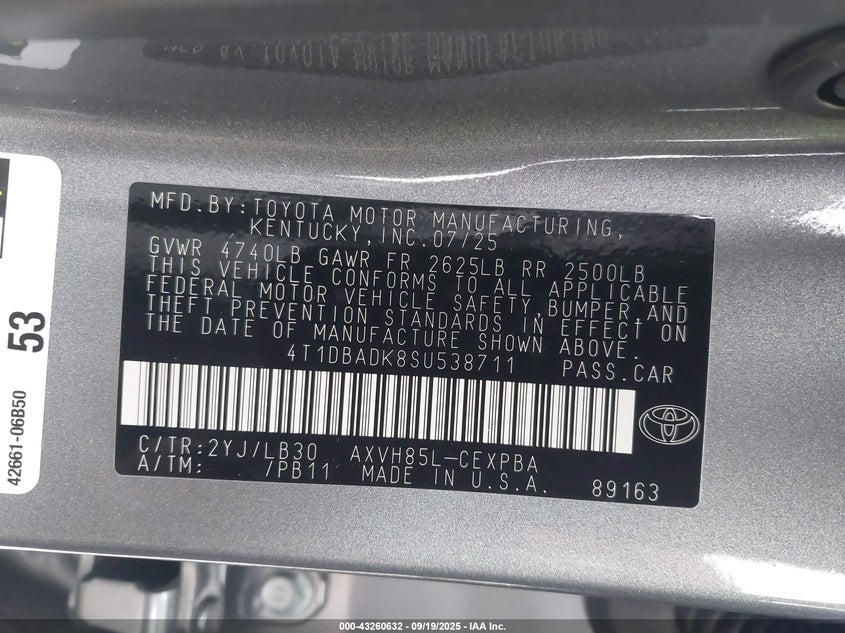 MFD.BY:TOYOTA MOTOR MANUFACTURING,
KENTUCKY,INC.07/25
GVWR 4740LB GAWR FR 2625LB RR 2500LB
THIS VEHICLE CONFORMS TO ALL APPLICABLE
FEDERAL MOTOR VEHICLE SAFETY,BUMPER,AND
THEFT PREVENTION STANDARDS IN EFFECT ON
THE DATE OF MANUFACTURE SHOWN ABOVE.
4T1DBADK8SU538711 PASS.CAR
C/TR:2YJ/LB30 AXVH85L-CEXPBA
A/TM: /PB11 MADE IN U.S.A. 89163
53
42661-06B50
000-43260632 - 09/19/2025 - IAA Inc.